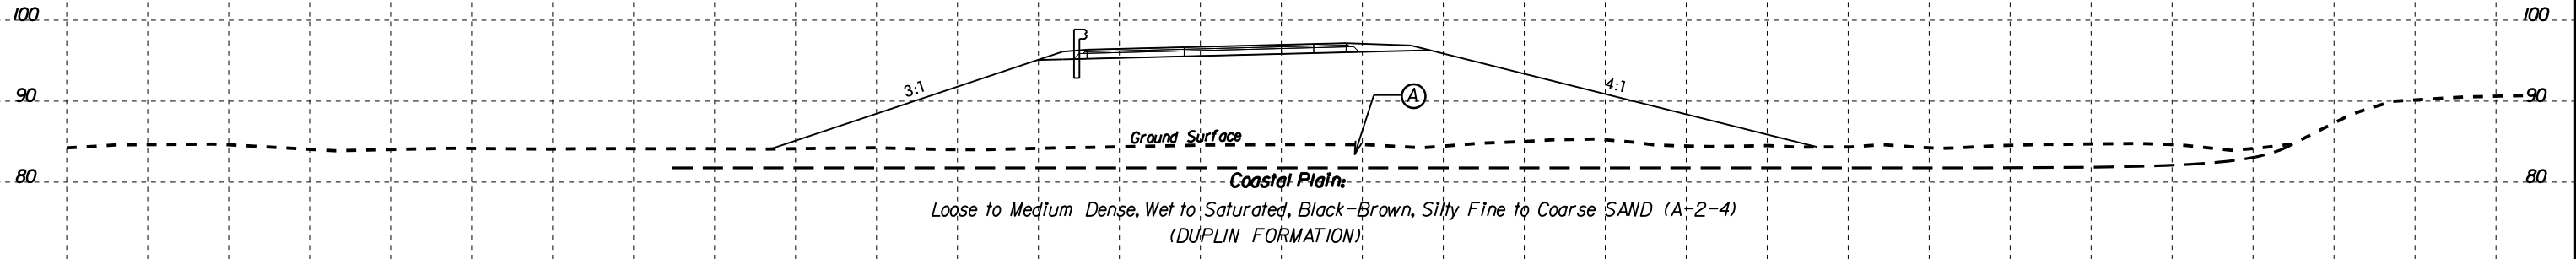 100 100
3:1 4:1
90 A 90
Ground Surface
80 80
Coastal Plain:
Loose to Medium Dense, Wet to Saturated, Black-Brown, Silty Fine to Coarse SAND (A-2-4)
(DUPLIN FORMATION)